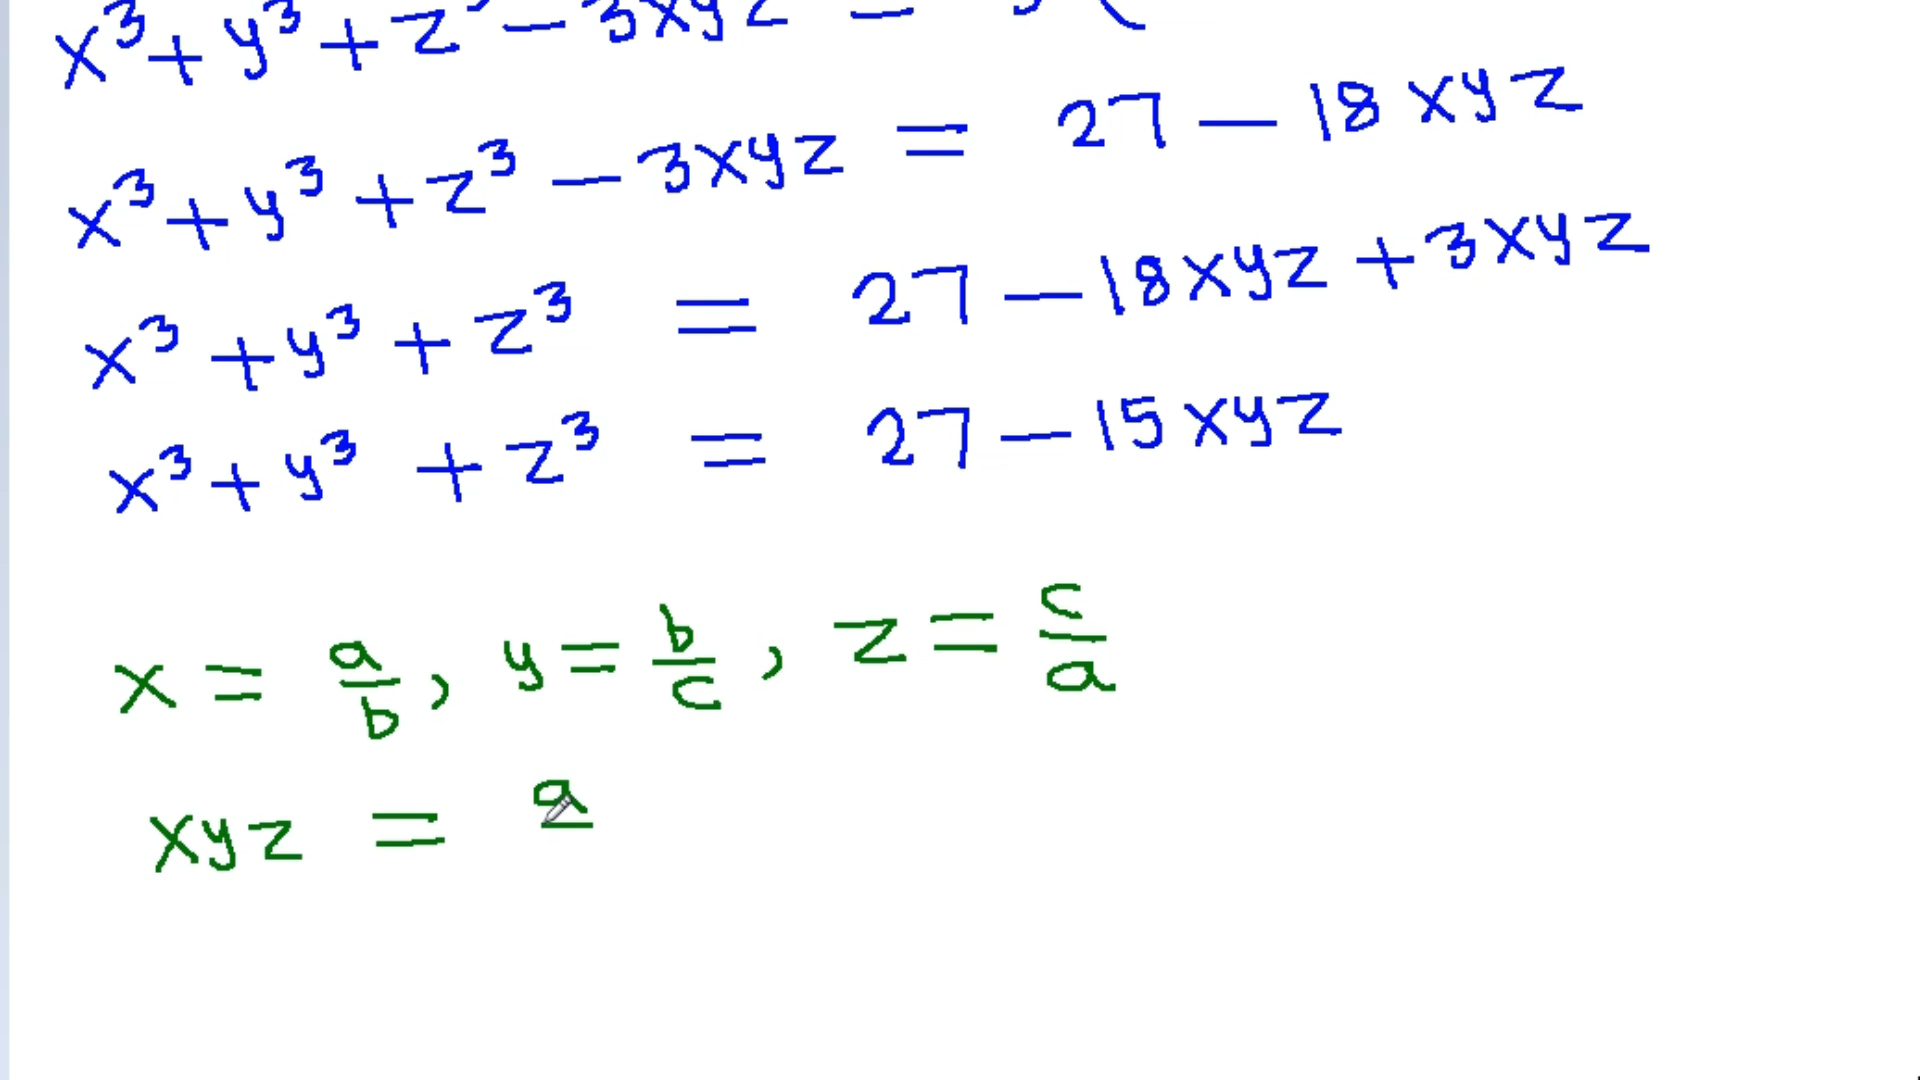 x³ + y³ + z³ − 3xyz =
x³ + y³ + z³ − 3xyz = 27 − 18xyz
x³ + y³ + z³ = 27 − 18xyz + 3xyz
x³ + y³ + z³ = 27 − 15xyz
x = a/b, y = b/c, z = c/a
xyz = a